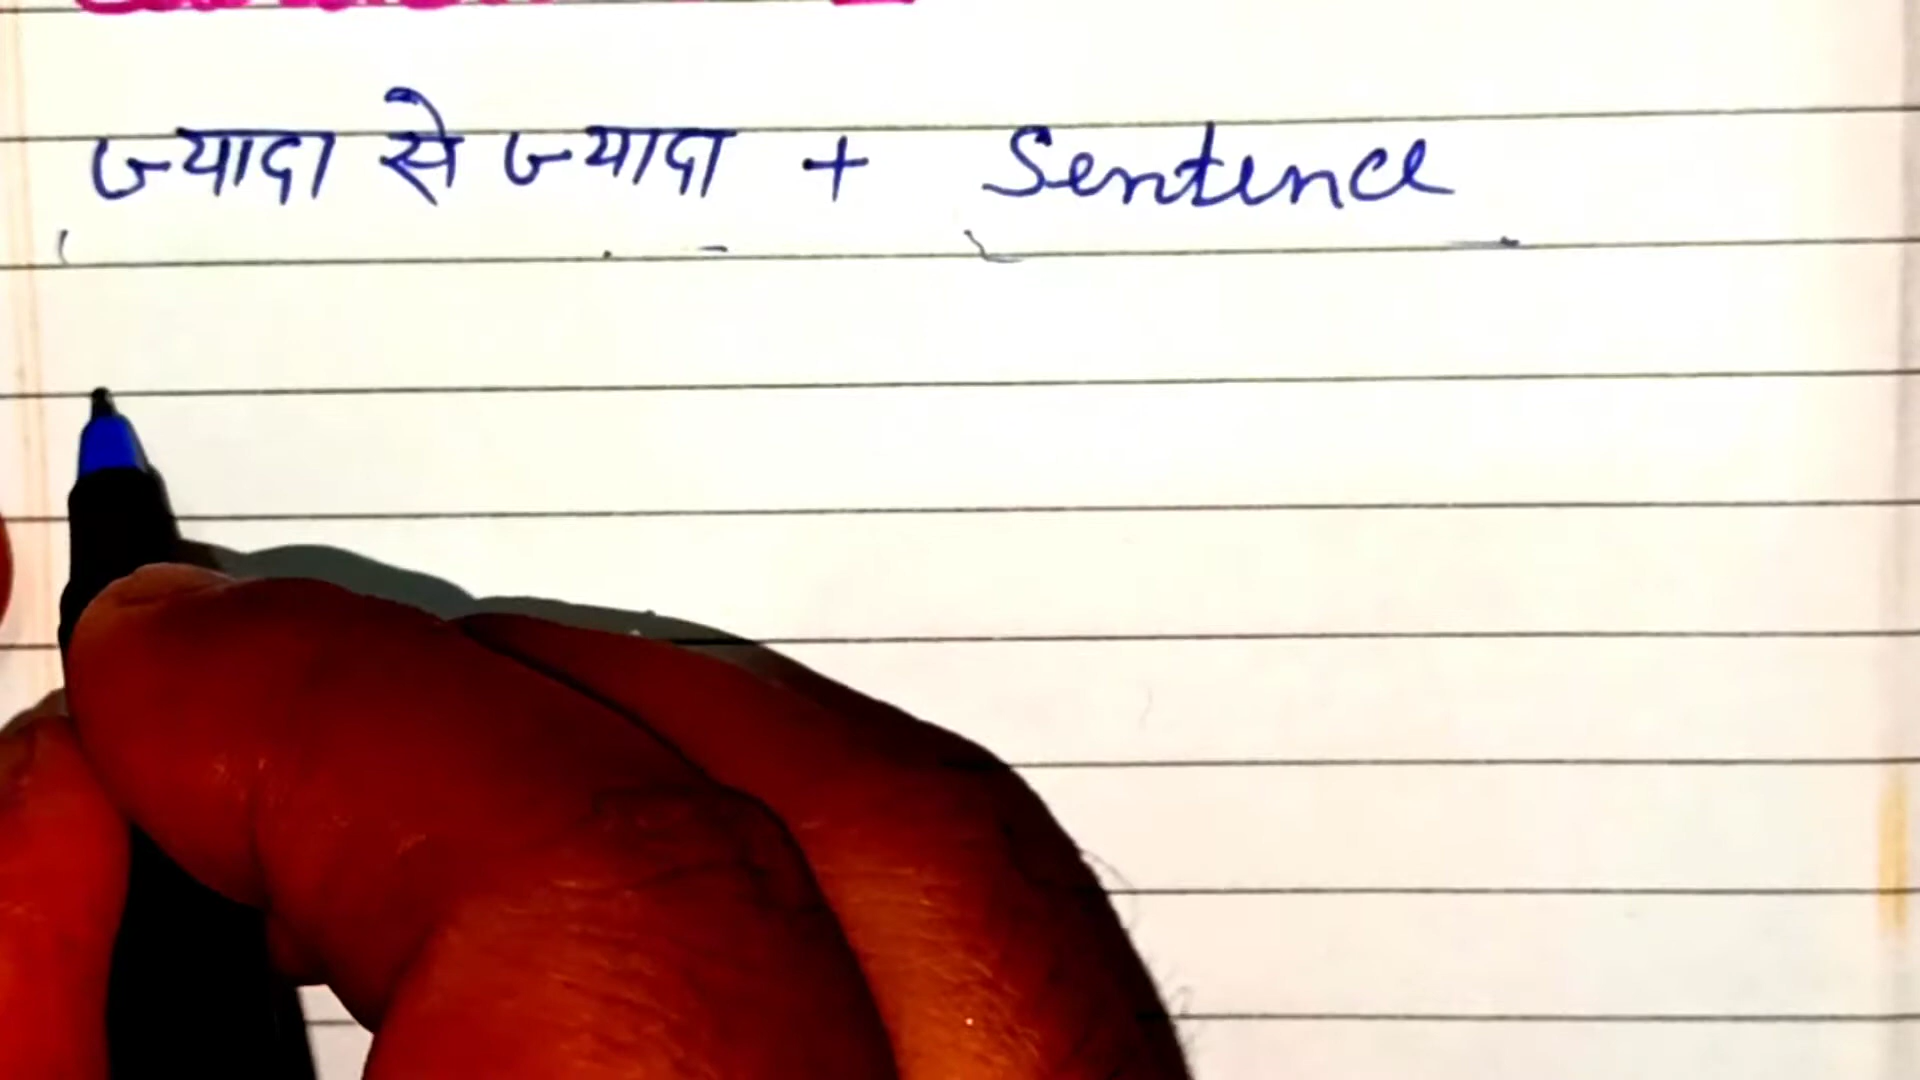 ज्यादा से ज्यादा + Sentence